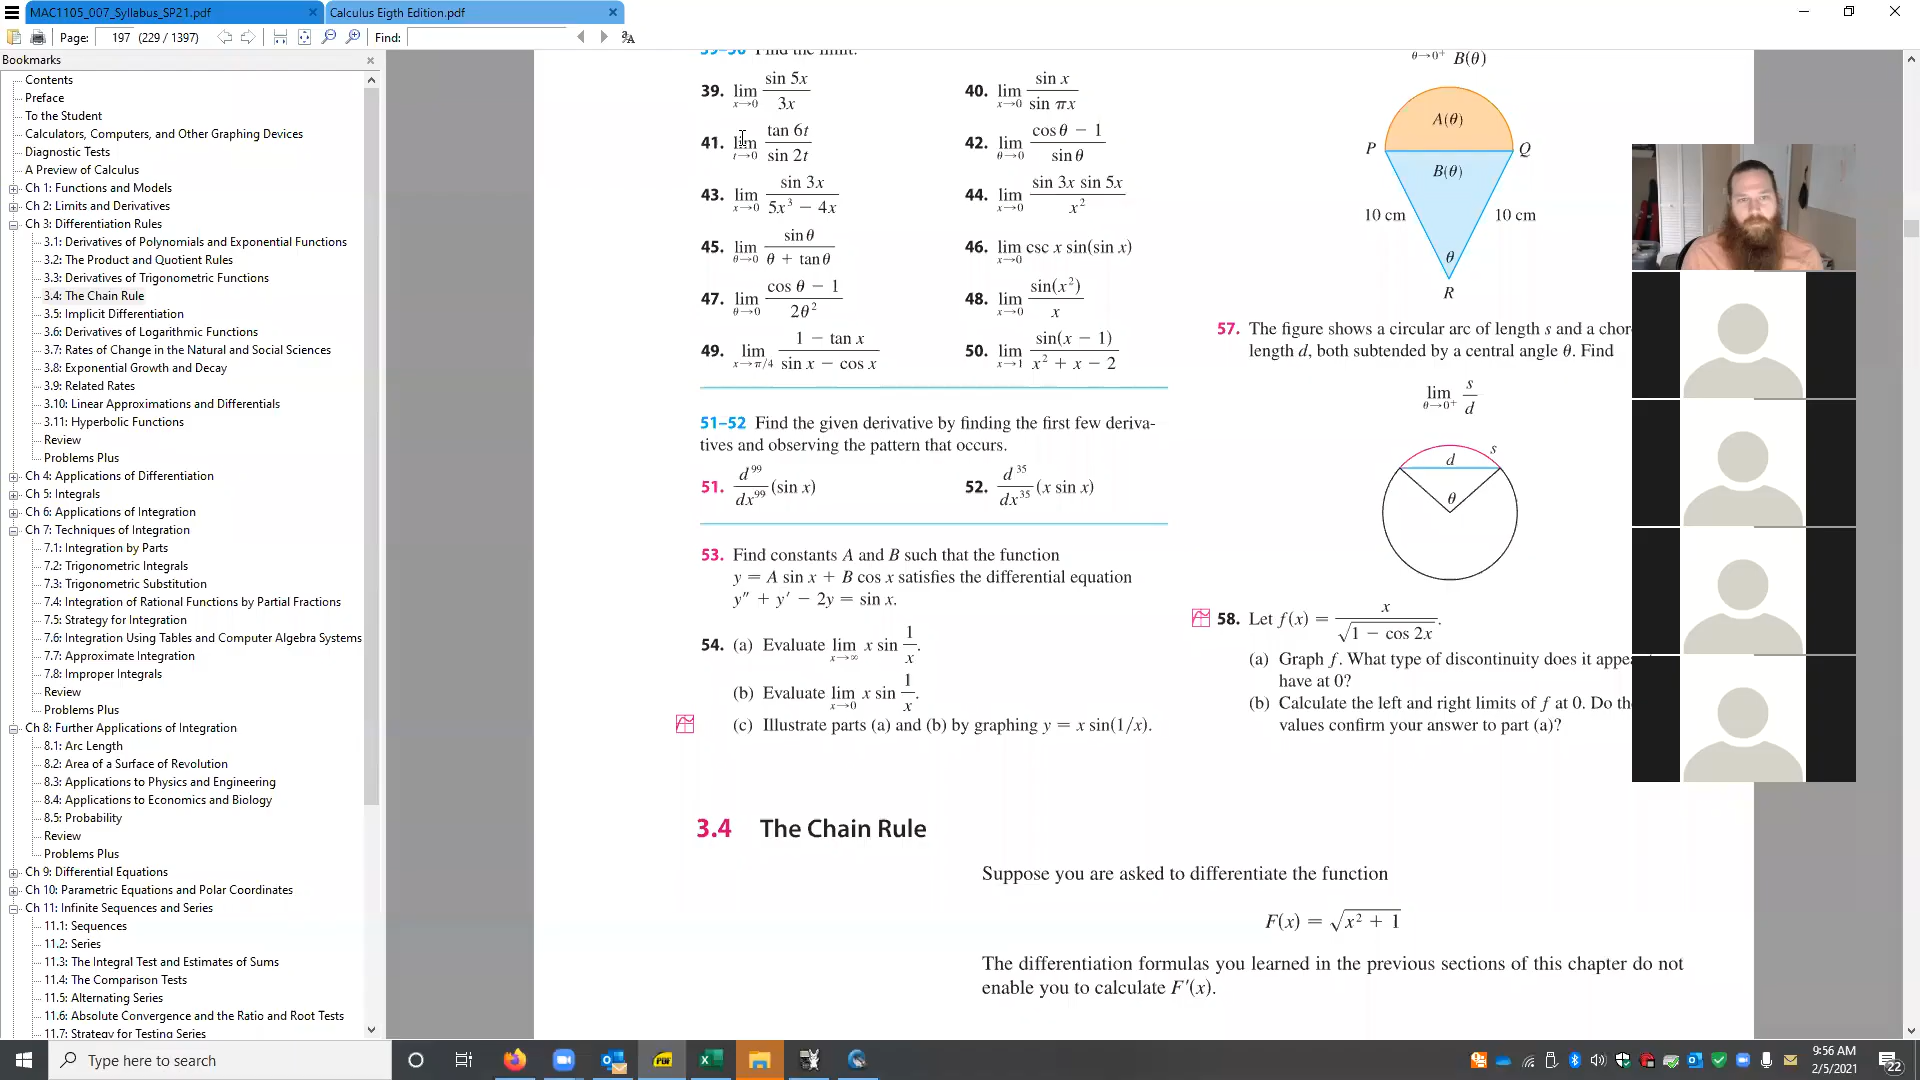 MAC1105_007_Syllabus_SP21.pdf
Calculus Eigth Edition.pdf
Page: 197 (229 / 1397)
Find:
Bookmarks
Contents
Preface
To the Student
Calculators, Computers, and Other Graphing Devices
Diagnostic Tests
A Preview of Calculus
Ch 1: Functions and Models
Ch 2: Limits and Derivatives
Ch 3: Differentiation Rules
3.1: Derivatives of Polynomials and Exponential Functions
3.2: The Product and Quotient Rules
3.3: Derivatives of Trigonometric Functions
3.4: The Chain Rule
3.5: Implicit Differentiation
3.6: Derivatives of Logarithmic Functions
3.7: Rates of Change in the Natural and Social Sciences
3.8: Exponential Growth and Decay
3.9: Related Rates
3.10: Linear Approximations and Differentials
3.11: Hyperbolic Functions
Review
Problems Plus
Ch 4: Applications of Differentiation
Ch 5: Integrals
Ch 6: Applications of Integration
Ch 7: Techniques of Integration
7.1: Integration by Parts
7.2: Trigonometric Integrals
7.3: Trigonometric Substitution
7.4: Integration of Rational Functions by Partial Fractions
7.5: Strategy for Integration
7.6: Integration Using Tables and Computer Algebra Systems
7.7: Approximate Integration
7.8: Improper Integrals
Review
Problems Plus
Ch 8: Further Applications of Integration
8.1: Arc Length
8.2: Area of a Surface of Revolution
8.3: Applications to Physics and Engineering
8.4: Applications to Economics and Biology
8.5: Probability
Review
Problems Plus
Ch 9: Differential Equations
Ch 10: Parametric Equations and Polar Coordinates
Ch 11: Infinite Sequences and Series
11.1: Sequences
11.2: Series
11.3: The Integral Test and Estimates of Sums
11.4: The Comparison Tests
11.5: Alternating Series
11.6: Absolute Convergence and the Ratio and Root Tests
11.7: Strategy for Testing Series
39–50 Find the limit.
39. lim x→0 sin 5x / 3x
40. lim x→0 sin x / sin πx
41. lim t→0 tan 6t / sin 2t
42. lim θ→0 cos θ − 1 / sin θ
43. lim x→0 sin 3x / 5x³ − 4x
44. lim x→0 sin 3x sin 5x / x²
45. lim θ→0 sin θ / θ + tan θ
46. lim x→0 csc x sin(sin x)
47. lim θ→0 cos θ − 1 / 2θ²
48. lim x→0 sin(x²) / x
49. lim x→π/4 1 − tan x / sin x − cos x
50. lim x→1 sin(x − 1) / x² + x − 2
51–52 Find the given derivative by finding the first few deriva-
tives and observing the pattern that occurs.
51. d⁹⁹/dx⁹⁹ (sin x)
52. d³⁵/dx³⁵ (x sin x)
53. Find constants A and B such that the function
y = A sin x + B cos x satisfies the differential equation
y″ + y′ − 2y = sin x.
54. (a) Evaluate lim x→∞ x sin 1/x.
(b) Evaluate lim x→0 x sin 1/x.
(c) Illustrate parts (a) and (b) by graphing y = x sin(1/x).
θ→0⁺ B(θ)
A(θ)
P
Q
B(θ)
10 cm
10 cm
θ
R
57. The figure shows a circular arc of length s and a chor
length d, both subtended by a central angle θ. Find
lim θ→0⁺ s/d
d
s
θ
58. Let f(x) = x / √(1 − cos 2x).
(a) Graph f. What type of discontinuity does it appe
have at 0?
(b) Calculate the left and right limits of f at 0. Do th
values confirm your answer to part (a)?
3.4 The Chain Rule
Suppose you are asked to differentiate the function
F(x) = √(x² + 1)
The differentiation formulas you learned in the previous sections of this chapter do not
enable you to calculate F′(x).
Type here to search
PDF
9:56 AM
2/5/2021
22